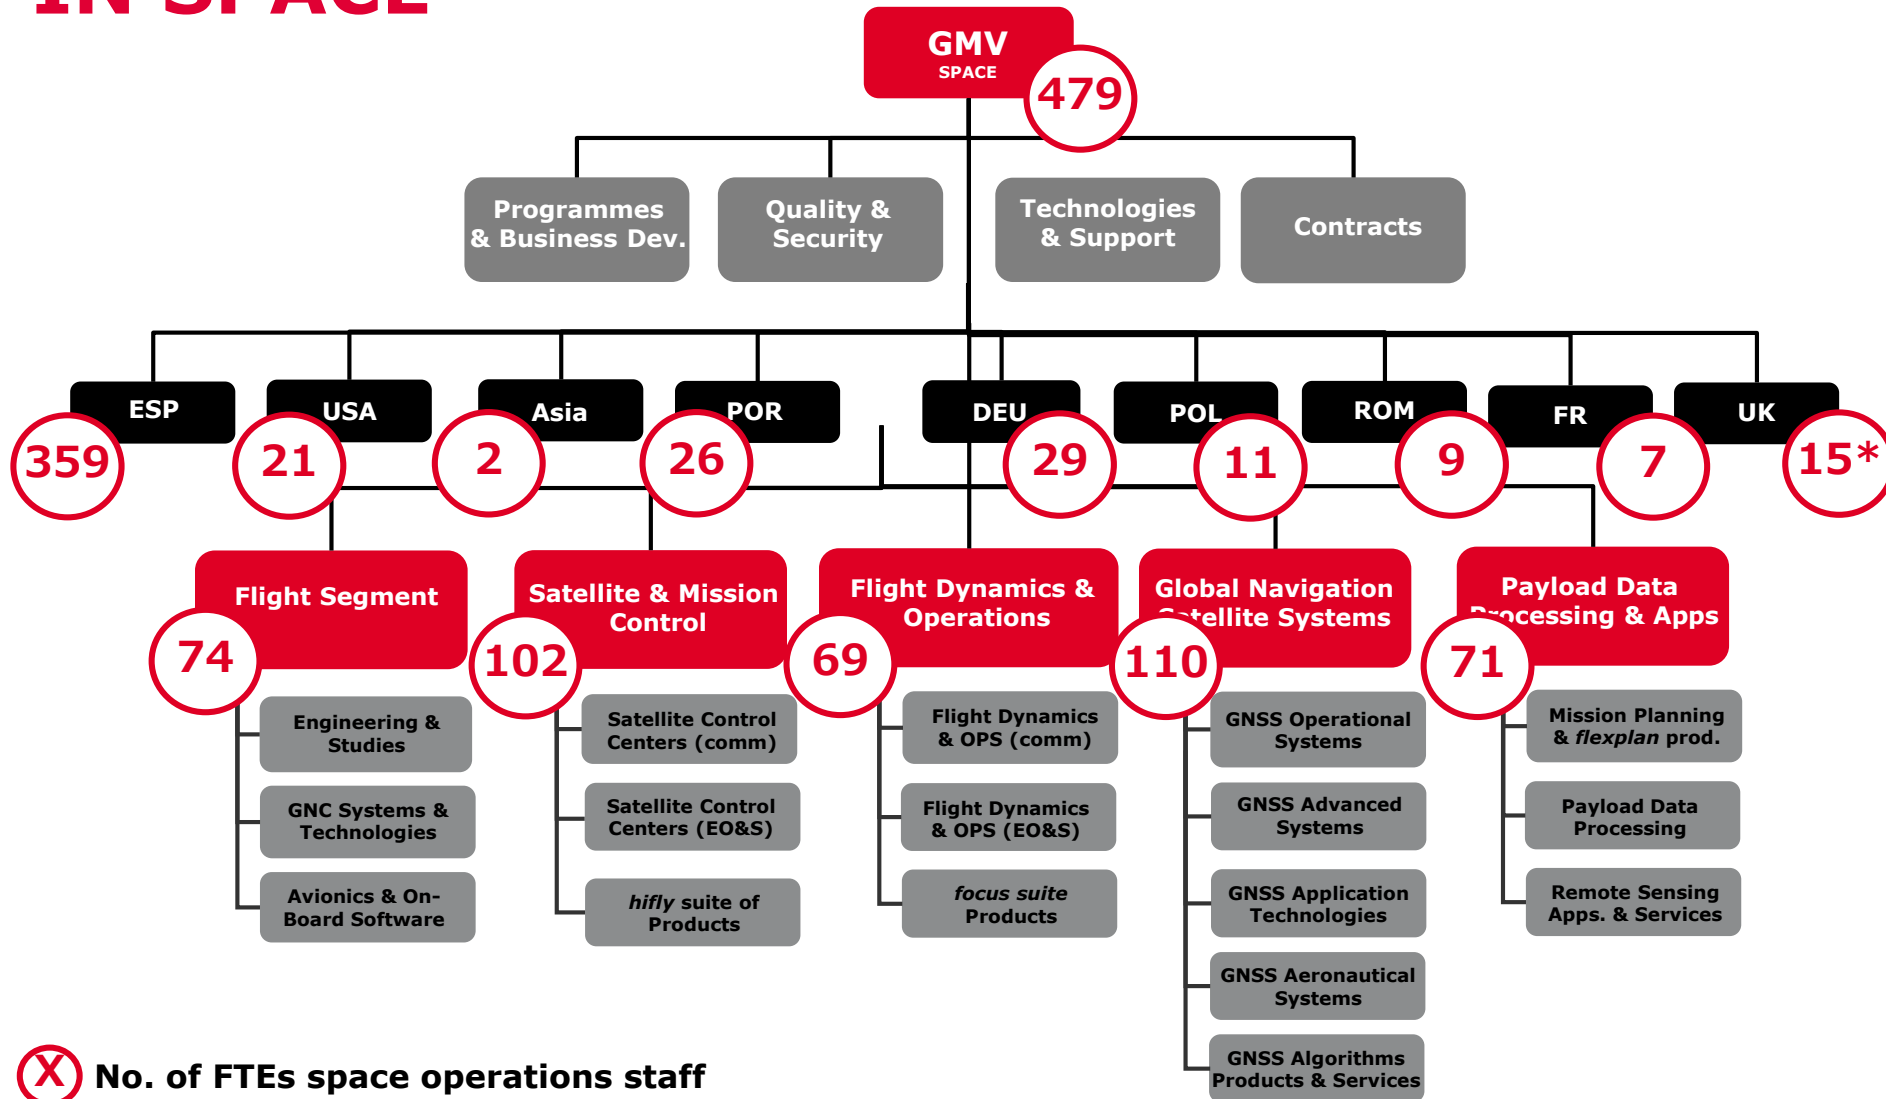 IN SPACE
GMV
SPACE
479
Programmes
& Business Dev.
Quality &
Security
Technologies
& Support
Contracts
ESP
USA
Asia
POR
DEU
POL
ROM
FR
UK
359
21
2
26
29
11
9
7
15*
Flight Segment
74
Satellite & Mission
Control
102
Flight Dynamics &
Operations
69
Global Navigation
Satellite Systems
110
Payload Data
Processing & Apps
71
Engineering &
Studies
GNC Systems &
Technologies
Avionics & On-
Board Software
Satellite Control
Centers (comm)
Satellite Control
Centers (EO&S)
hifly suite of
Products
Flight Dynamics
& OPS (comm)
Flight Dynamics
& OPS (EO&S)
focus suite
Products
GNSS Operational
Systems
GNSS Advanced
Systems
GNSS Application
Technologies
GNSS Aeronautical
Systems
GNSS Algorithms
Products & Services
Mission Planning
& flexplan prod.
Payload Data
Processing
Remote Sensing
Apps. & Services
X No. of FTEs space operations staff